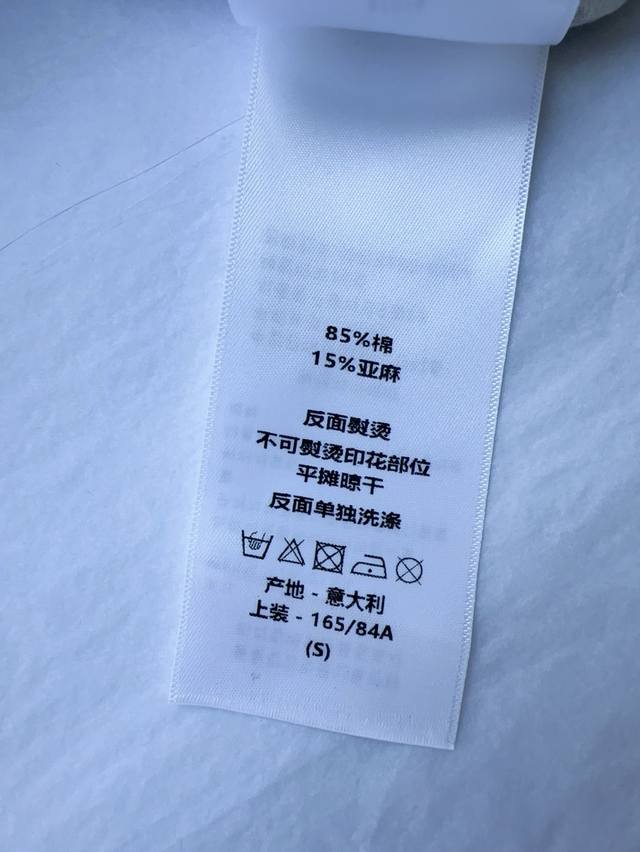 85%棉
15%亚麻
反面熨烫
不可熨烫印花部位
平摊晾干
反面单独洗涤
产地 - 意大利
上装 - 165/84A
(S)